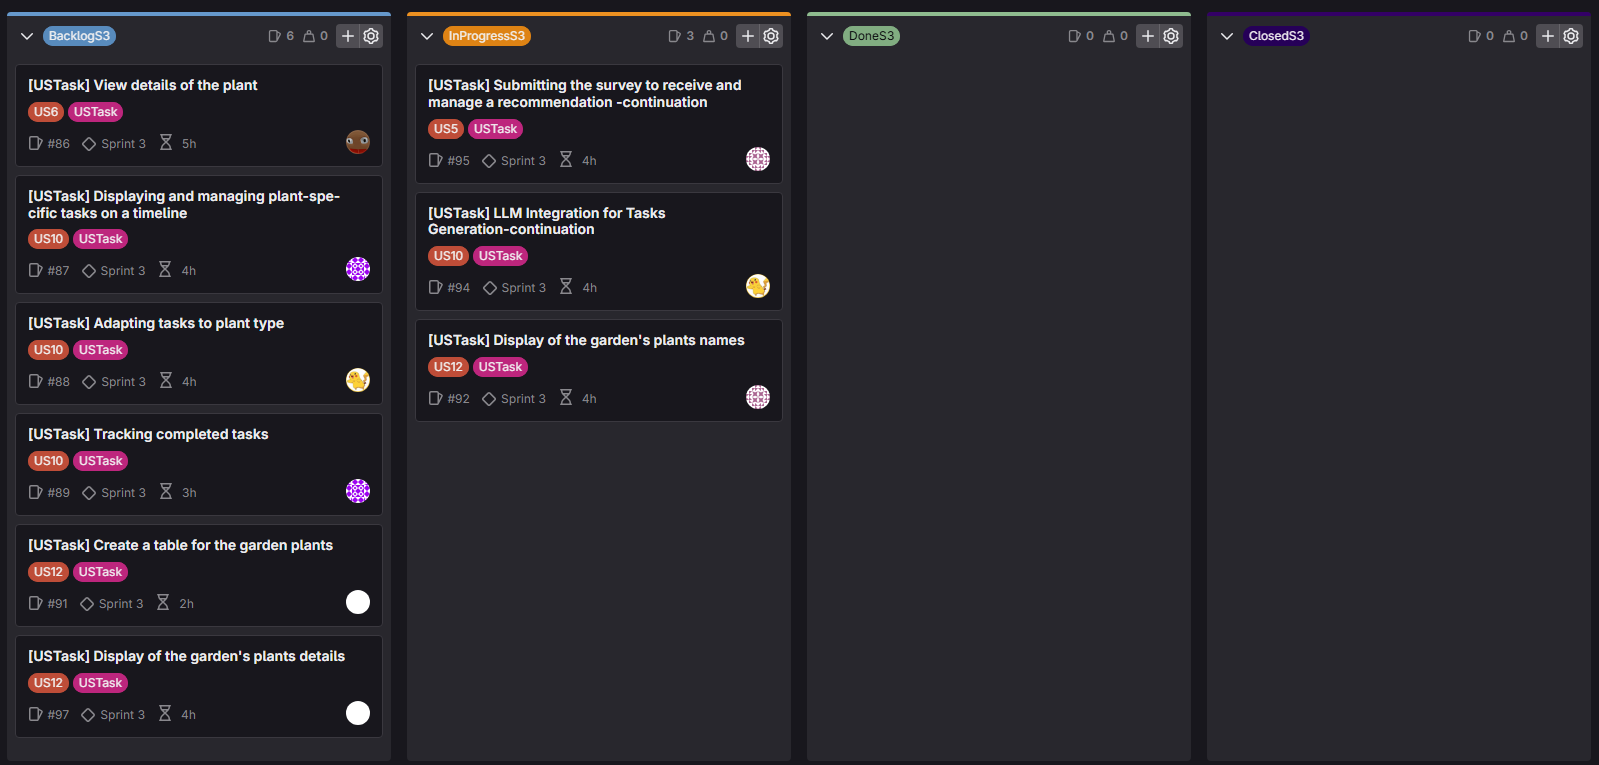 BacklogS3 6 0
[USTask] View details of the plant
US6 USTask
#86 Sprint 3 5h
[USTask] Displaying and managing plant-spe-
cific tasks on a timeline
US10 USTask
#87 Sprint 3 4h
[USTask] Adapting tasks to plant type
US10 USTask
#88 Sprint 3 4h
[USTask] Tracking completed tasks
US10 USTask
#89 Sprint 3 3h
[USTask] Create a table for the garden plants
US12 USTask
#91 Sprint 3 2h
[USTask] Display of the garden's plants details
US12 USTask
#97 Sprint 3 4h
InProgressS3 3 0
[USTask] Submitting the survey to receive and
manage a recommendation -continuation
US5 USTask
#95 Sprint 3 4h
[USTask] LLM Integration for Tasks
Generation-continuation
US10 USTask
#94 Sprint 3 4h
[USTask] Display of the garden's plants names
US12 USTask
#92 Sprint 3 4h
DoneS3 0 0
ClosedS3 0 0